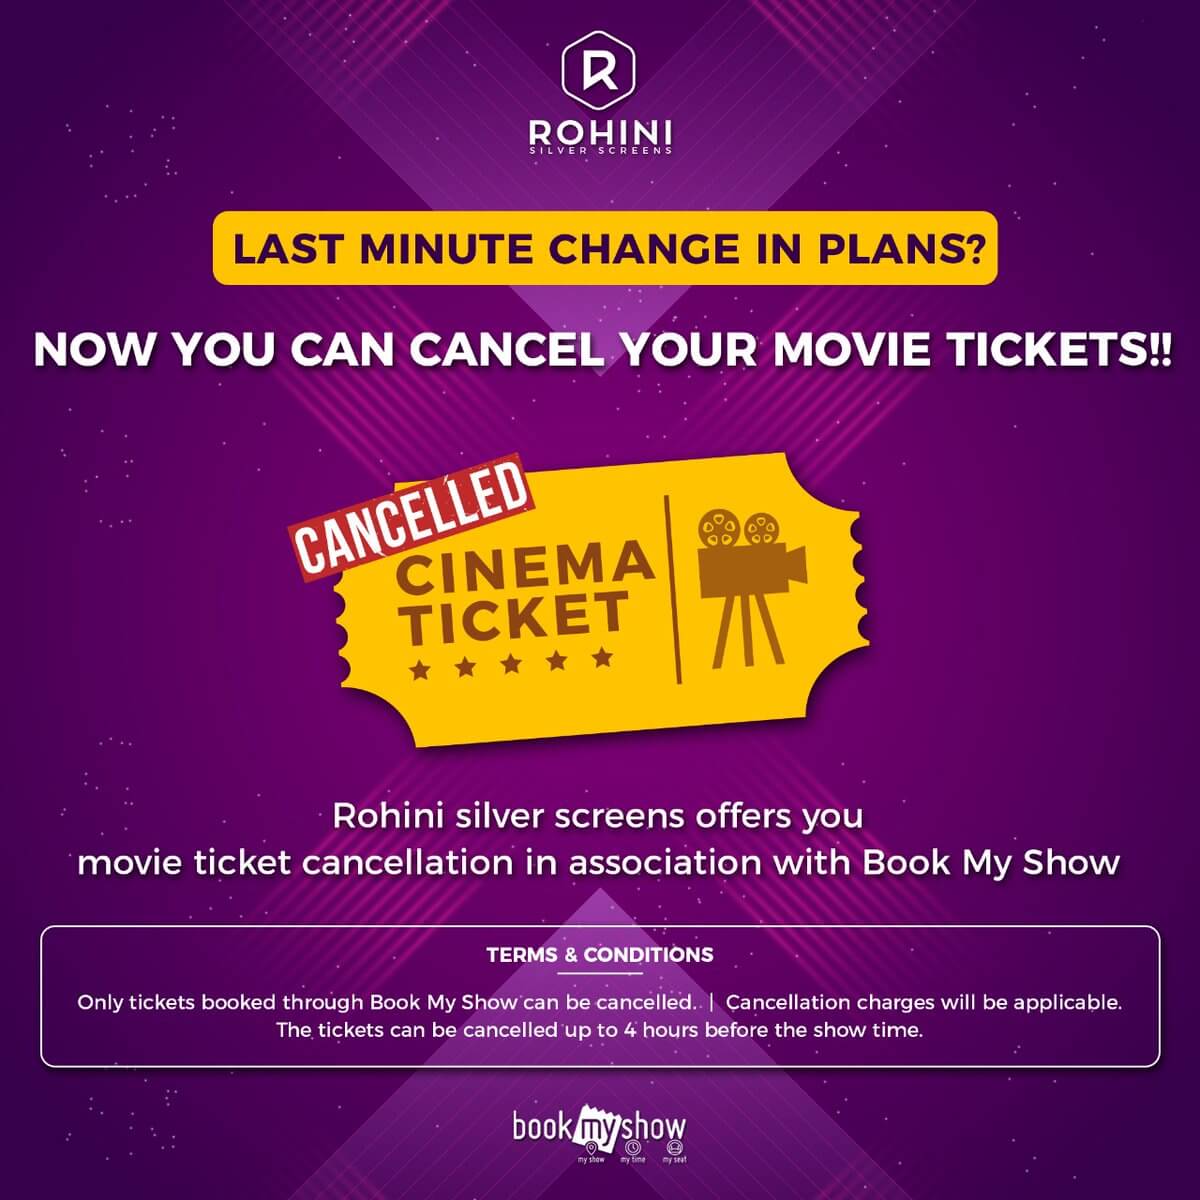 R
ROHINI
SILVER SCREENS
LAST MINUTE CHANGE IN PLANS?
NOW YOU CAN CANCEL YOUR MOVIE TICKETS!!
CANCELLED
CINEMA
TICKET
Rohini silver screens offers you
movie ticket cancellation in association with Book My Show
TERMS & CONDITIONS
Only tickets booked through Book My Show can be cancelled. | Cancellation charges will be applicable.
The tickets can be cancelled up to 4 hours before the show time.
book my show
my show my time my seat